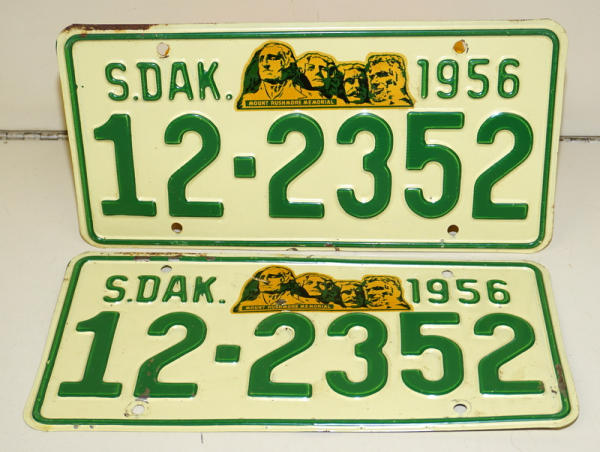 S.DAK. 1956
MOUNT RUSHMORE MEMORIAL
12-2352
S.DAK. 1956
MOUNT RUSHMORE MEMORIAL
12-2352